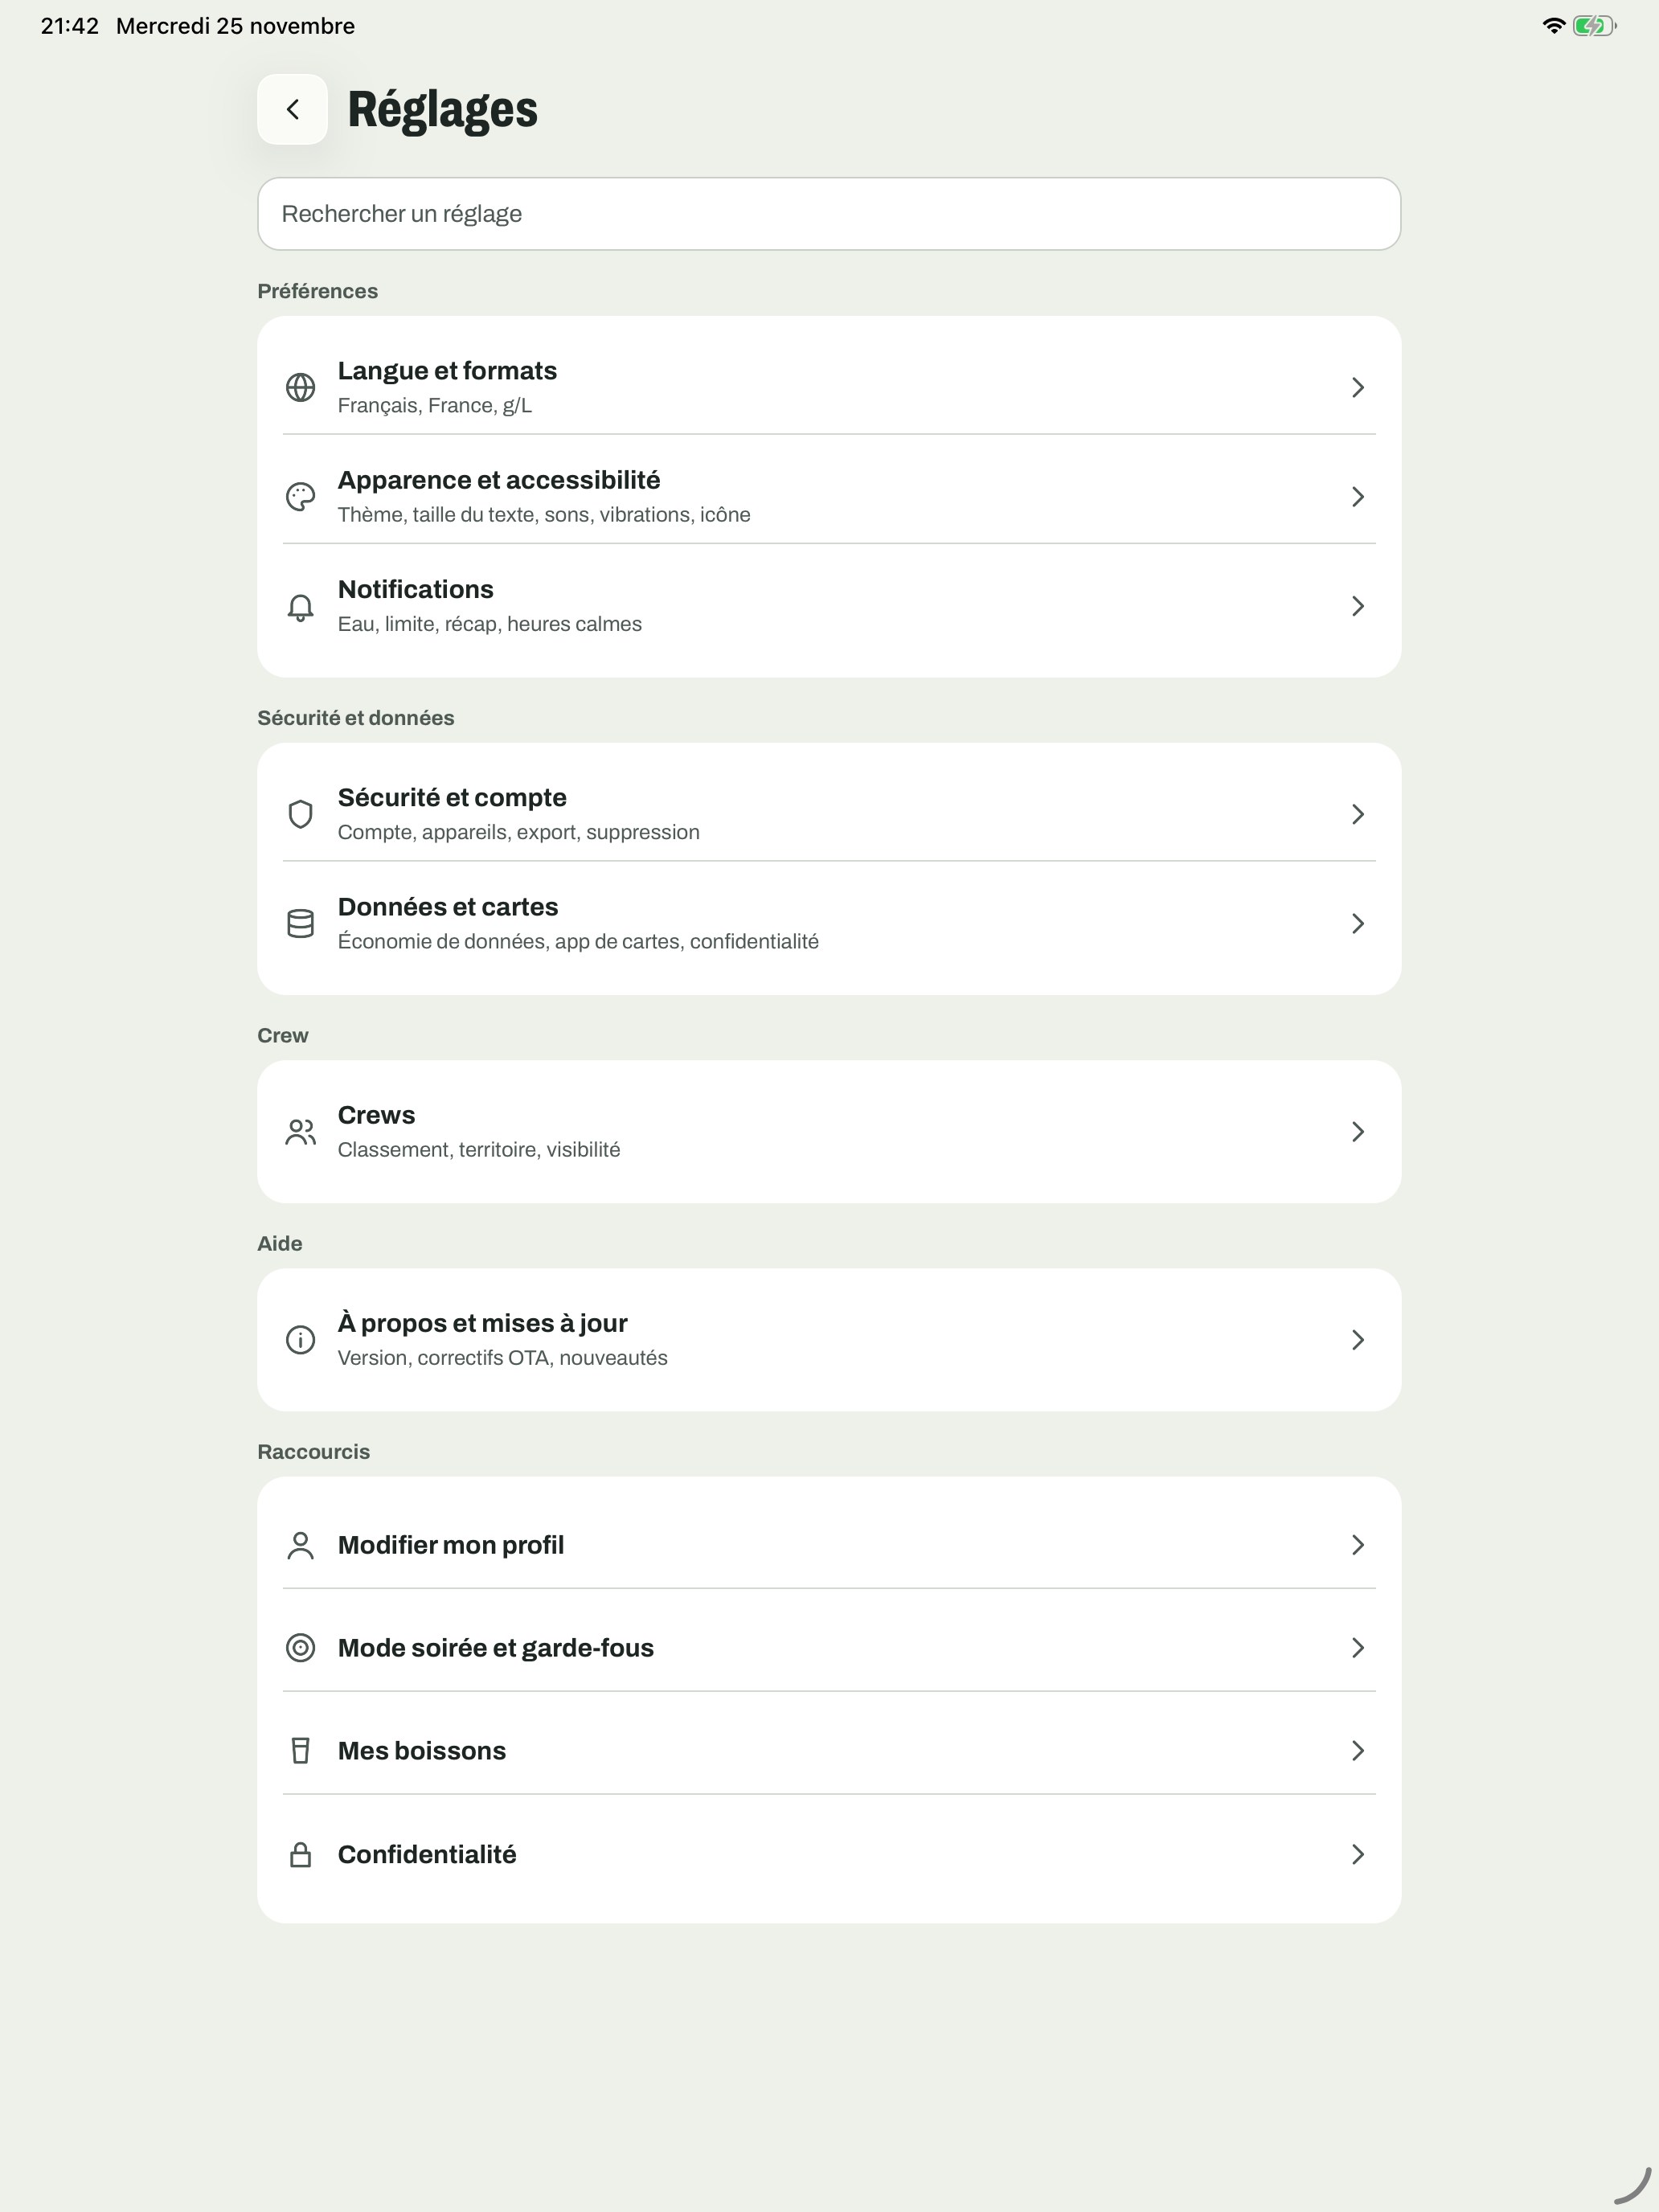 21:42 Mercredi 25 novembre
Réglages
Rechercher un réglage
Préférences
Langue et formats
Français, France, g/L
Apparence et accessibilité
Thème, taille du texte, sons, vibrations, icône
Notifications
Eau, limite, récap, heures calmes
Sécurité et données
Sécurité et compte
Compte, appareils, export, suppression
Données et cartes
Économie de données, app de cartes, confidentialité
Crew
Crews
Classement, territoire, visibilité
Aide
À propos et mises à jour
Version, correctifs OTA, nouveautés
Raccourcis
Modifier mon profil
Mode soirée et garde-fous
Mes boissons
Confidentialité